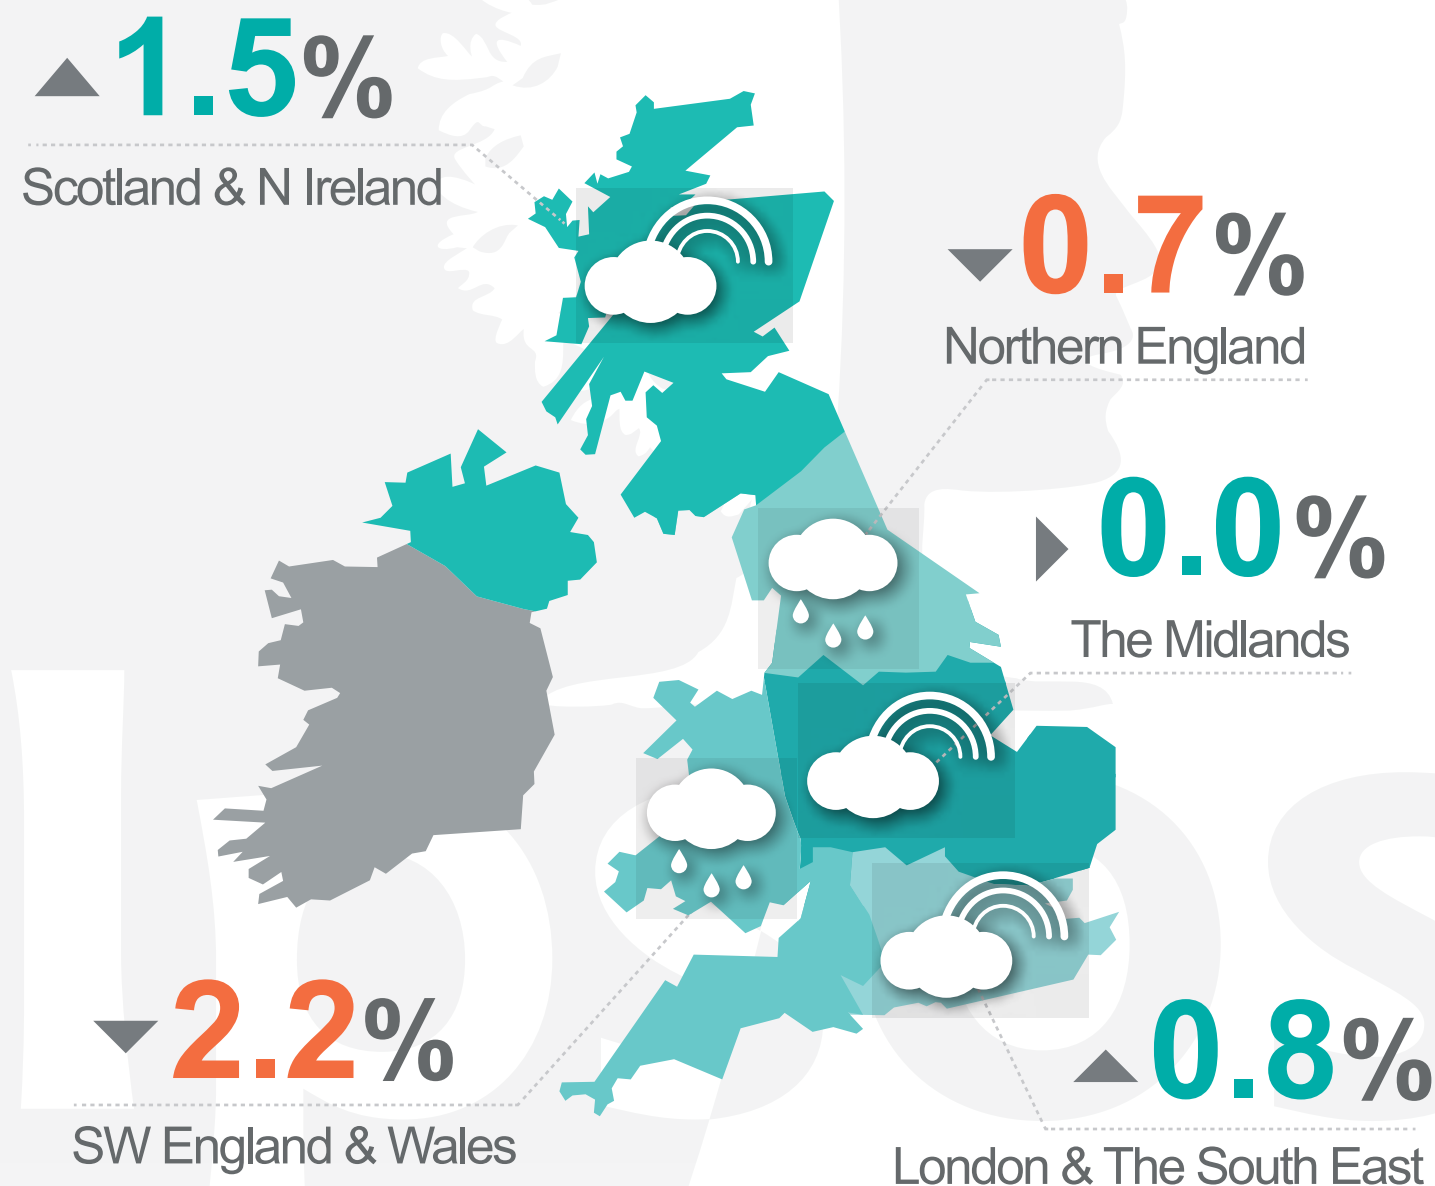 1.5%
Scotland & N Ireland
0.7%
Northern England
0.0%
The Midlands
2.2%
SW England & Wales
0.8%
London & The South East
Ipsos